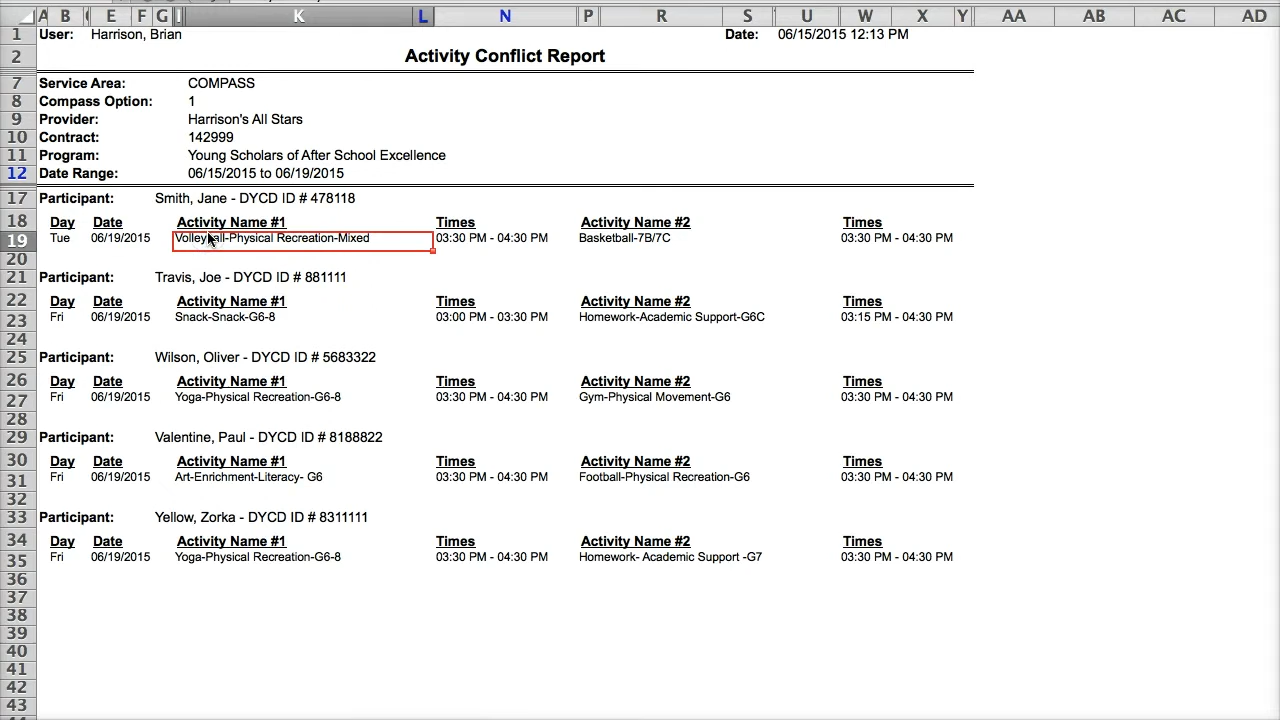 A B E F G I K L N P R S U W X Y AA AB AC AD
1 User: Harrison, Brian Date: 06/15/2015 12:13 PM
2 Activity Conflict Report
7 Service Area: COMPASS
8 Compass Option: 1
9 Provider: Harrison's All Stars
10 Contract: 142999
11 Program: Young Scholars of After School Excellence
12 Date Range: 06/15/2015 to 06/19/2015
17 Participant: Smith, Jane - DYCD ID # 478118
18 Day Date Activity Name #1 Times Activity Name #2 Times
19 Tue 06/19/2015 Volleyball-Physical Recreation-Mixed 03:30 PM - 04:30 PM Basketball-7B/7C 03:30 PM - 04:30 PM
20
21 Participant: Travis, Joe - DYCD ID # 881111
22 Day Date Activity Name #1 Times Activity Name #2 Times
23 Fri 06/19/2015 Snack-Snack-G6-8 03:00 PM - 03:30 PM Homework-Academic Support-G6C 03:15 PM - 04:30 PM
24
25 Participant: Wilson, Oliver - DYCD ID # 5683322
26 Day Date Activity Name #1 Times Activity Name #2 Times
27 Fri 06/19/2015 Yoga-Physical Recreation-G6-8 03:30 PM - 04:30 PM Gym-Physical Movement-G6 03:30 PM - 04:30 PM
28
29 Participant: Valentine, Paul - DYCD ID # 8188822
30 Day Date Activity Name #1 Times Activity Name #2 Times
31 Fri 06/19/2015 Art-Enrichment-Literacy- G6 03:30 PM - 04:30 PM Football-Physical Recreation-G6 03:30 PM - 04:30 PM
32
33 Participant: Yellow, Zorka - DYCD ID # 8311111
34 Day Date Activity Name #1 Times Activity Name #2 Times
35 Fri 06/19/2015 Yoga-Physical Recreation-G6-8 03:30 PM - 04:30 PM Homework- Academic Support -G7 03:30 PM - 04:30 PM
36
37
38
39
40
41
42
43